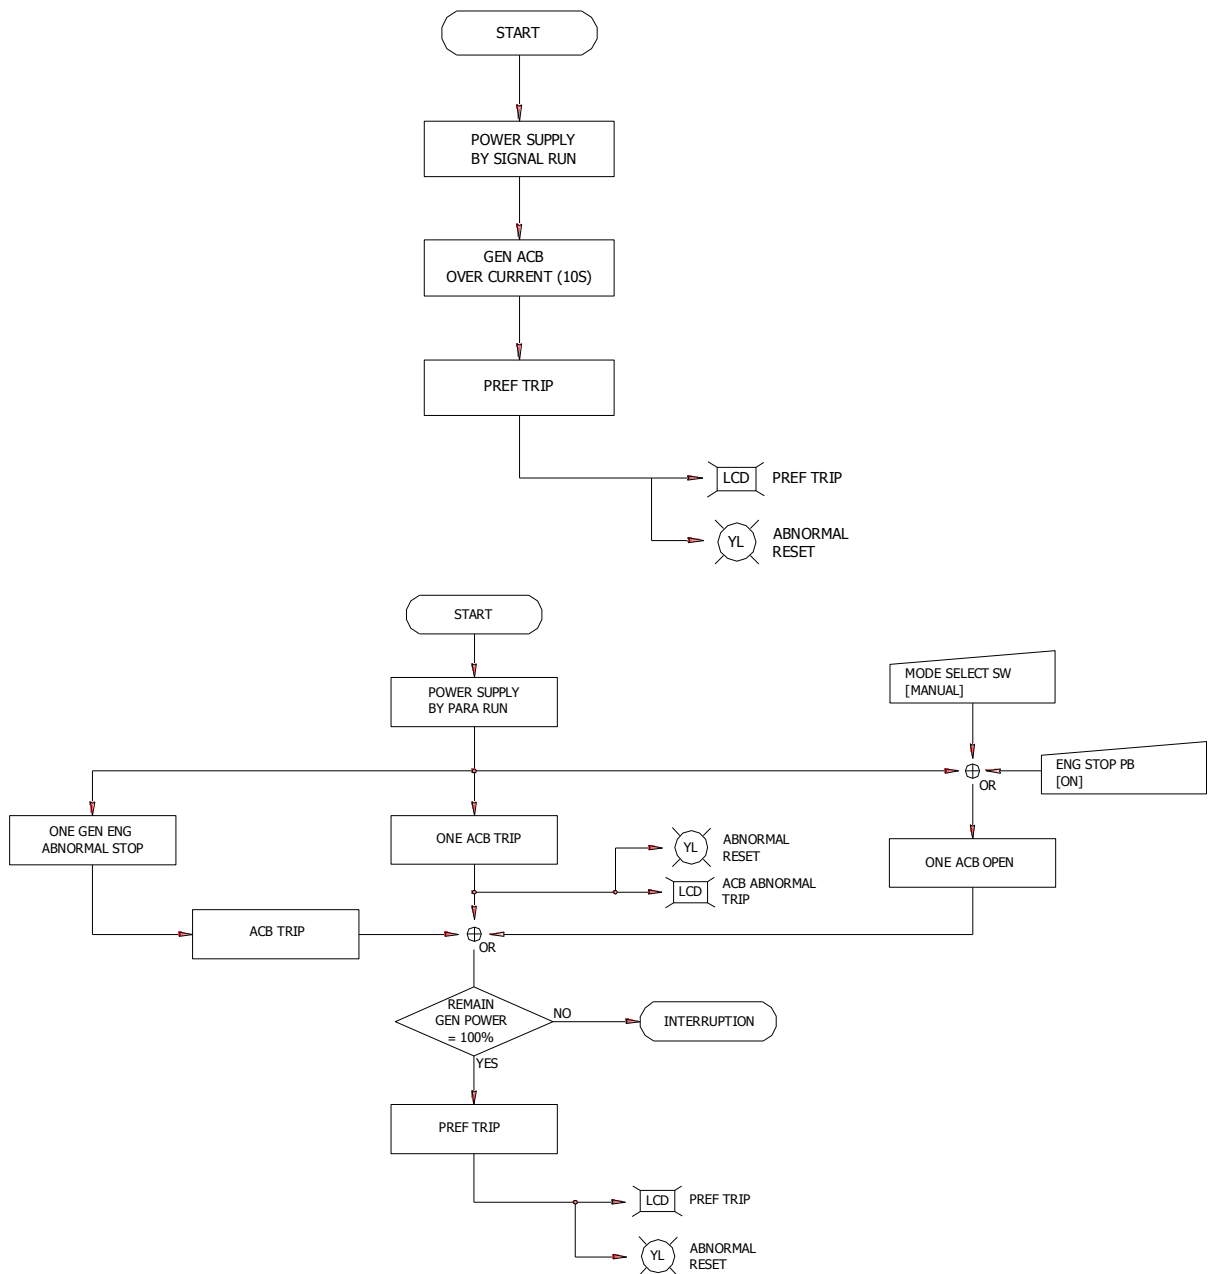 START
POWER SUPPLY
BY SIGNAL RUN
GEN ACB
OVER CURRENT (10S)
PREF TRIP
LCD
PREF TRIP
YL
ABNORMAL
RESET
START
POWER SUPPLY
BY PARA RUN
MODE SELECT SW
[MANUAL]
ENG STOP PB
[ON]
OR
ONE GEN ENG
ABNORMAL STOP
ONE ACB TRIP
YL
ABNORMAL
RESET
LCD
ACB ABNORMAL
TRIP
ONE ACB OPEN
ACB TRIP
OR
REMAIN
GEN POWER
= 100%
NO
INTERRUPTION
YES
PREF TRIP
LCD
PREF TRIP
YL
ABNORMAL
RESET